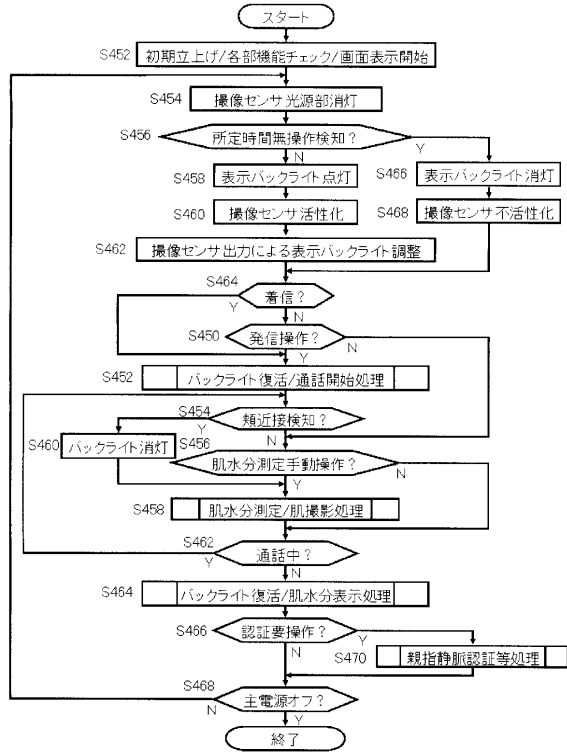 スタート
S452 初期立上げ/各部機能チェック/画面表示開始
S454 撮像センサ光源部消灯
S456 所定時間無操作検知?
N
Y
S458 表示バックライト点灯
S466 表示バックライト消灯
S460 撮像センサ活性化
S468 撮像センサ不活性化
S462 撮像センサ出力による表示バックライト調整
S464 着信?
Y
N
S450 発信操作?
N
Y
S452 バックライト復活/通話開始処理
S454 頬近接検知?
Y
N
S460 バックライト消灯
S456 肌水分測定手動操作?
N
Y
S458 肌水分測定/肌撮影処理
S462 通話中?
Y
N
S464 バックライト復活/肌水分表示処理
S466 認証要操作?
Y
N
S470 親指静脈認証等処理
S468 主電源オフ?
N
Y
終了